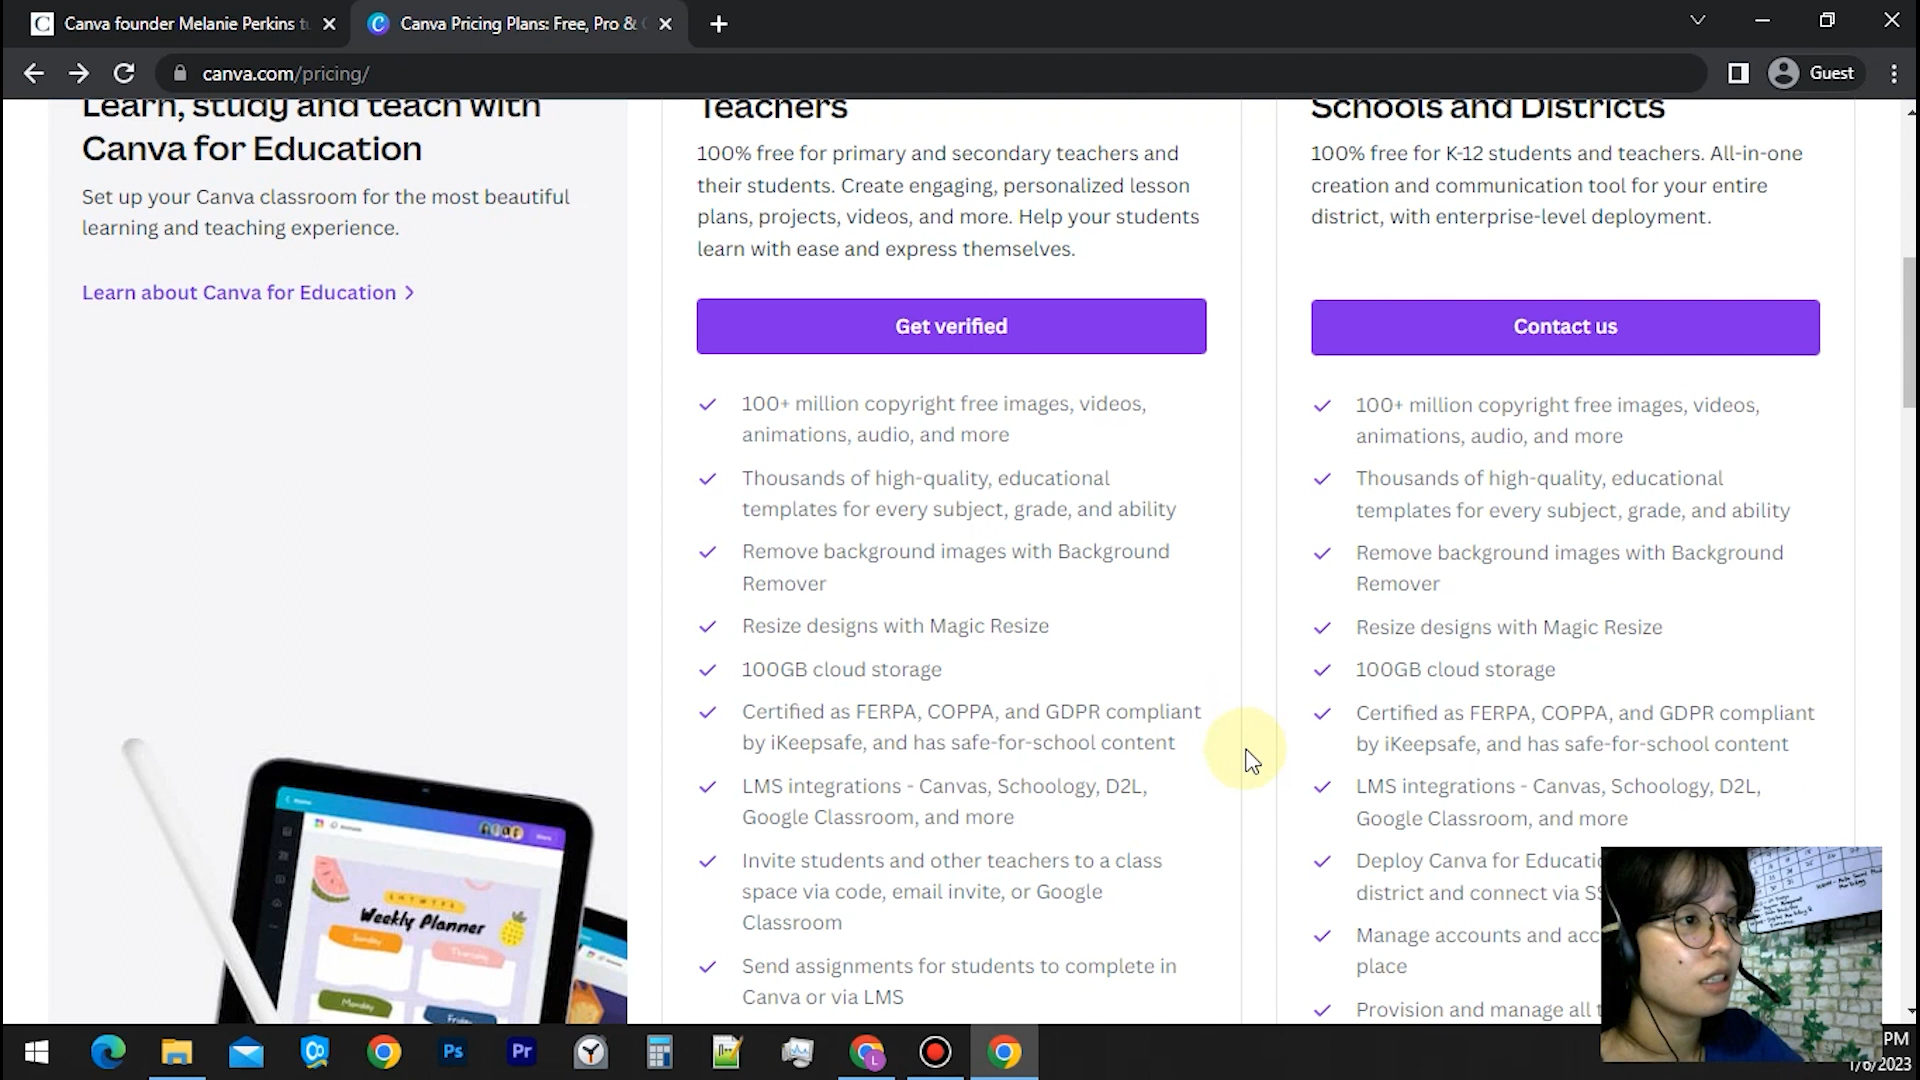 Canva founder Melanie Perkins
Canva Pricing Plans: Free, Pro &
canva.com/pricing/
Guest
Learn, study and teach with
Canva for Education
Set up your Canva classroom for the most beautiful
learning and teaching experience.
Learn about Canva for Education
Teachers
100% free for primary and secondary teachers and
their students. Create engaging, personalized lesson
plans, projects, videos, and more. Help your students
learn with ease and express themselves.
Get verified
100+ million copyright free images, videos,
animations, audio, and more
Thousands of high-quality, educational
templates for every subject, grade, and ability
Remove background images with Background
Remover
Resize designs with Magic Resize
100GB cloud storage
Certified as FERPA, COPPA, and GDPR compliant
by iKeepsafe, and has safe-for-school content
LMS integrations - Canvas, Schoology, D2L,
Google Classroom, and more
Invite students and other teachers to a class
space via code, email invite, or Google
Classroom
Send assignments for students to complete in
Canva or via LMS
Schools and Districts
100% free for K-12 students and teachers. All-in-one
creation and communication tool for your entire
district, with enterprise-level deployment.
Contact us
100+ million copyright free images, videos,
animations, audio, and more
Thousands of high-quality, educational
templates for every subject, grade, and ability
Remove background images with Background
Remover
Resize designs with Magic Resize
100GB cloud storage
Certified as FERPA, COPPA, and GDPR compliant
by iKeepsafe, and has safe-for-school content
LMS integrations - Canvas, Schoology, D2L,
Google Classroom, and more
Deploy Canva for
district and connect via
Manage accounts and
place
Provision and manage all
Weekly Planner
Sunday
Thursday
Monday
Ps
Pr
L
PM
1/6/2023